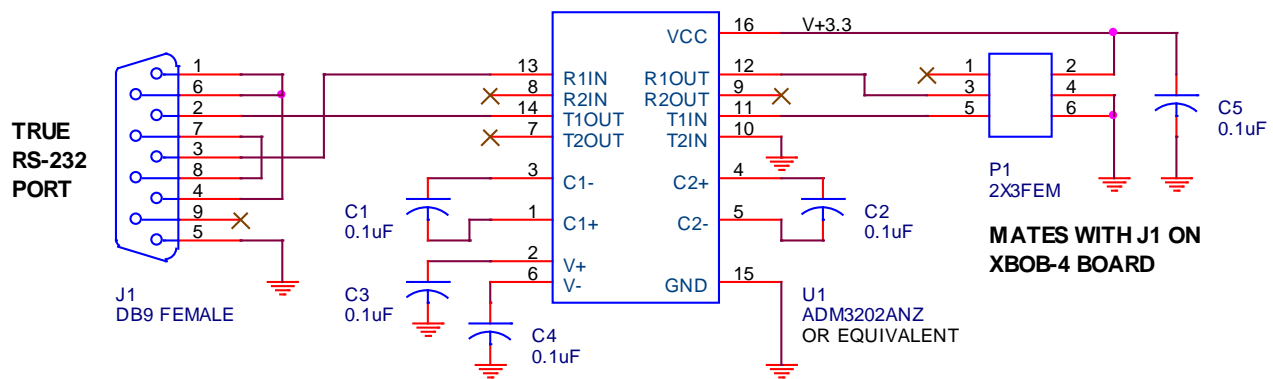 TRUE
RS-232
PORT
1
6
2
7
3
8
4
9
5
J1
DB9 FEMALE
13
8
14
7
3
1
2
6
C1
0.1uF
C3
0.1uF
C4
0.1uF
R1IN
R2IN
T1OUT
T2OUT
C1-
C1+
V+
V-
VCC
R1OUT
R2OUT
T1IN
T2IN
C2+
C2-
GND
16
12
9
11
10
4
5
15
V+3.3
C2
0.1uF
U1
ADM3202ANZ
OR EQUIVALENT
1
3
5
2
4
6
P1
2X3FEM
C5
0.1uF
MATES WITH J1 ON
XBOB-4 BOARD